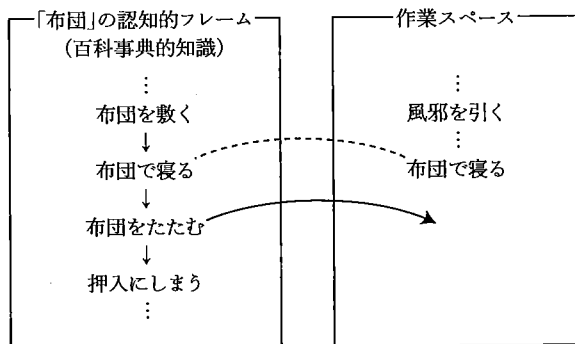 「布団」の認知的フレーム
(百科事典的知識)
⋮
布団を敷く
↓
布団で寝る
↓
布団をたたむ
↓
押入にしまう
⋮
作業スペース
⋮
風邪を引く
⋮
布団で寝る